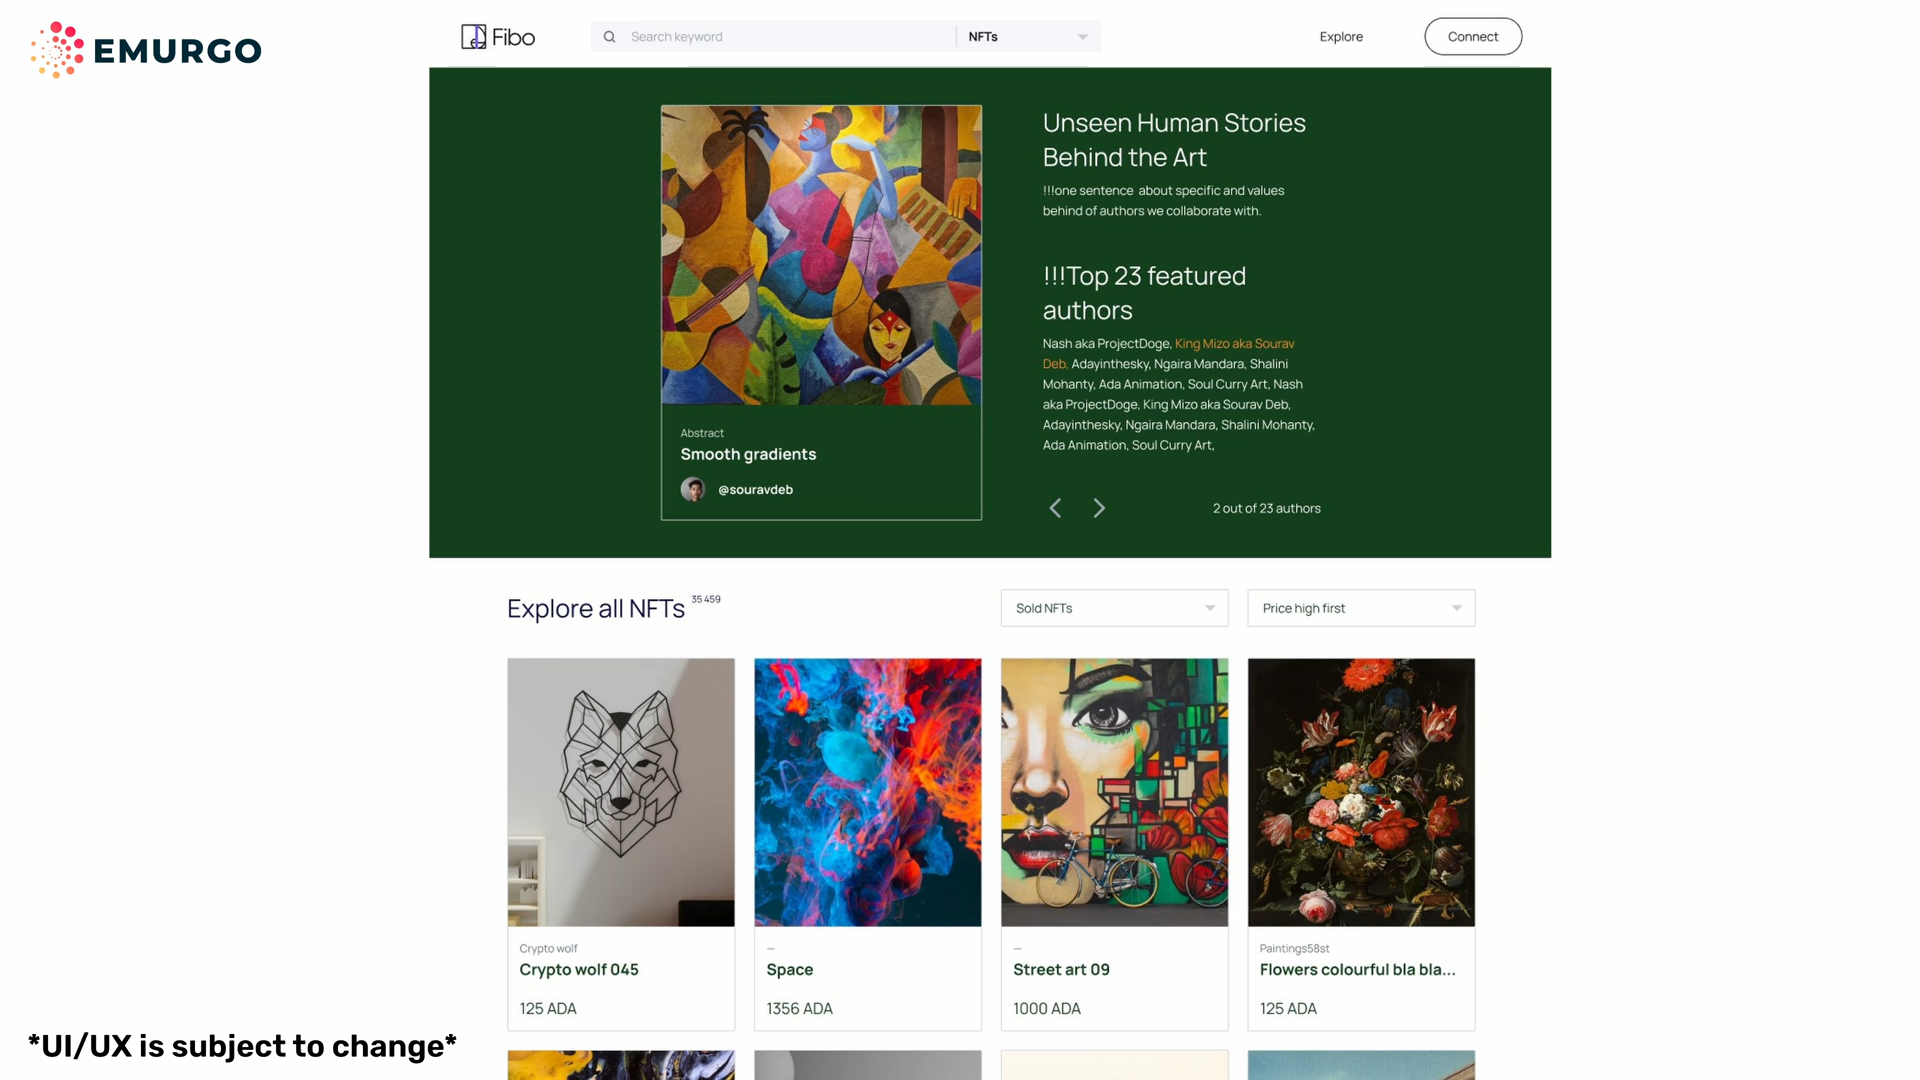 EMURGO
Fibo
Search keyword
NFTs
Explore
Connect
Unseen Human Stories
Behind the Art
!!!one sentence about specific and values
behind of authors we collaborate with.
!!!Top 23 featured
authors
Nash aka ProjectDoge, King Mizo aka Sourav
Deb, Adayinthesky, Ngaira Mandara, Shalini
Mohanty, Ada Animation, Soul Curry Art, Nash
aka ProjectDoge, King Mizo aka Sourav Deb,
Adayinthesky, Ngaira Mandara, Shalini Mohanty,
Ada Animation, Soul Curry Art,
2 out of 23 authors
Abstract
Smooth gradients
@souravdeb
Explore all NFTs 35 459
Sold NFTs
Price high first
Crypto wolf
Crypto wolf 045
125 ADA
—
Space
1356 ADA
—
Street art 09
1000 ADA
Paintings58st
Flowers colourful bla bla...
125 ADA
*UI/UX is subject to change*